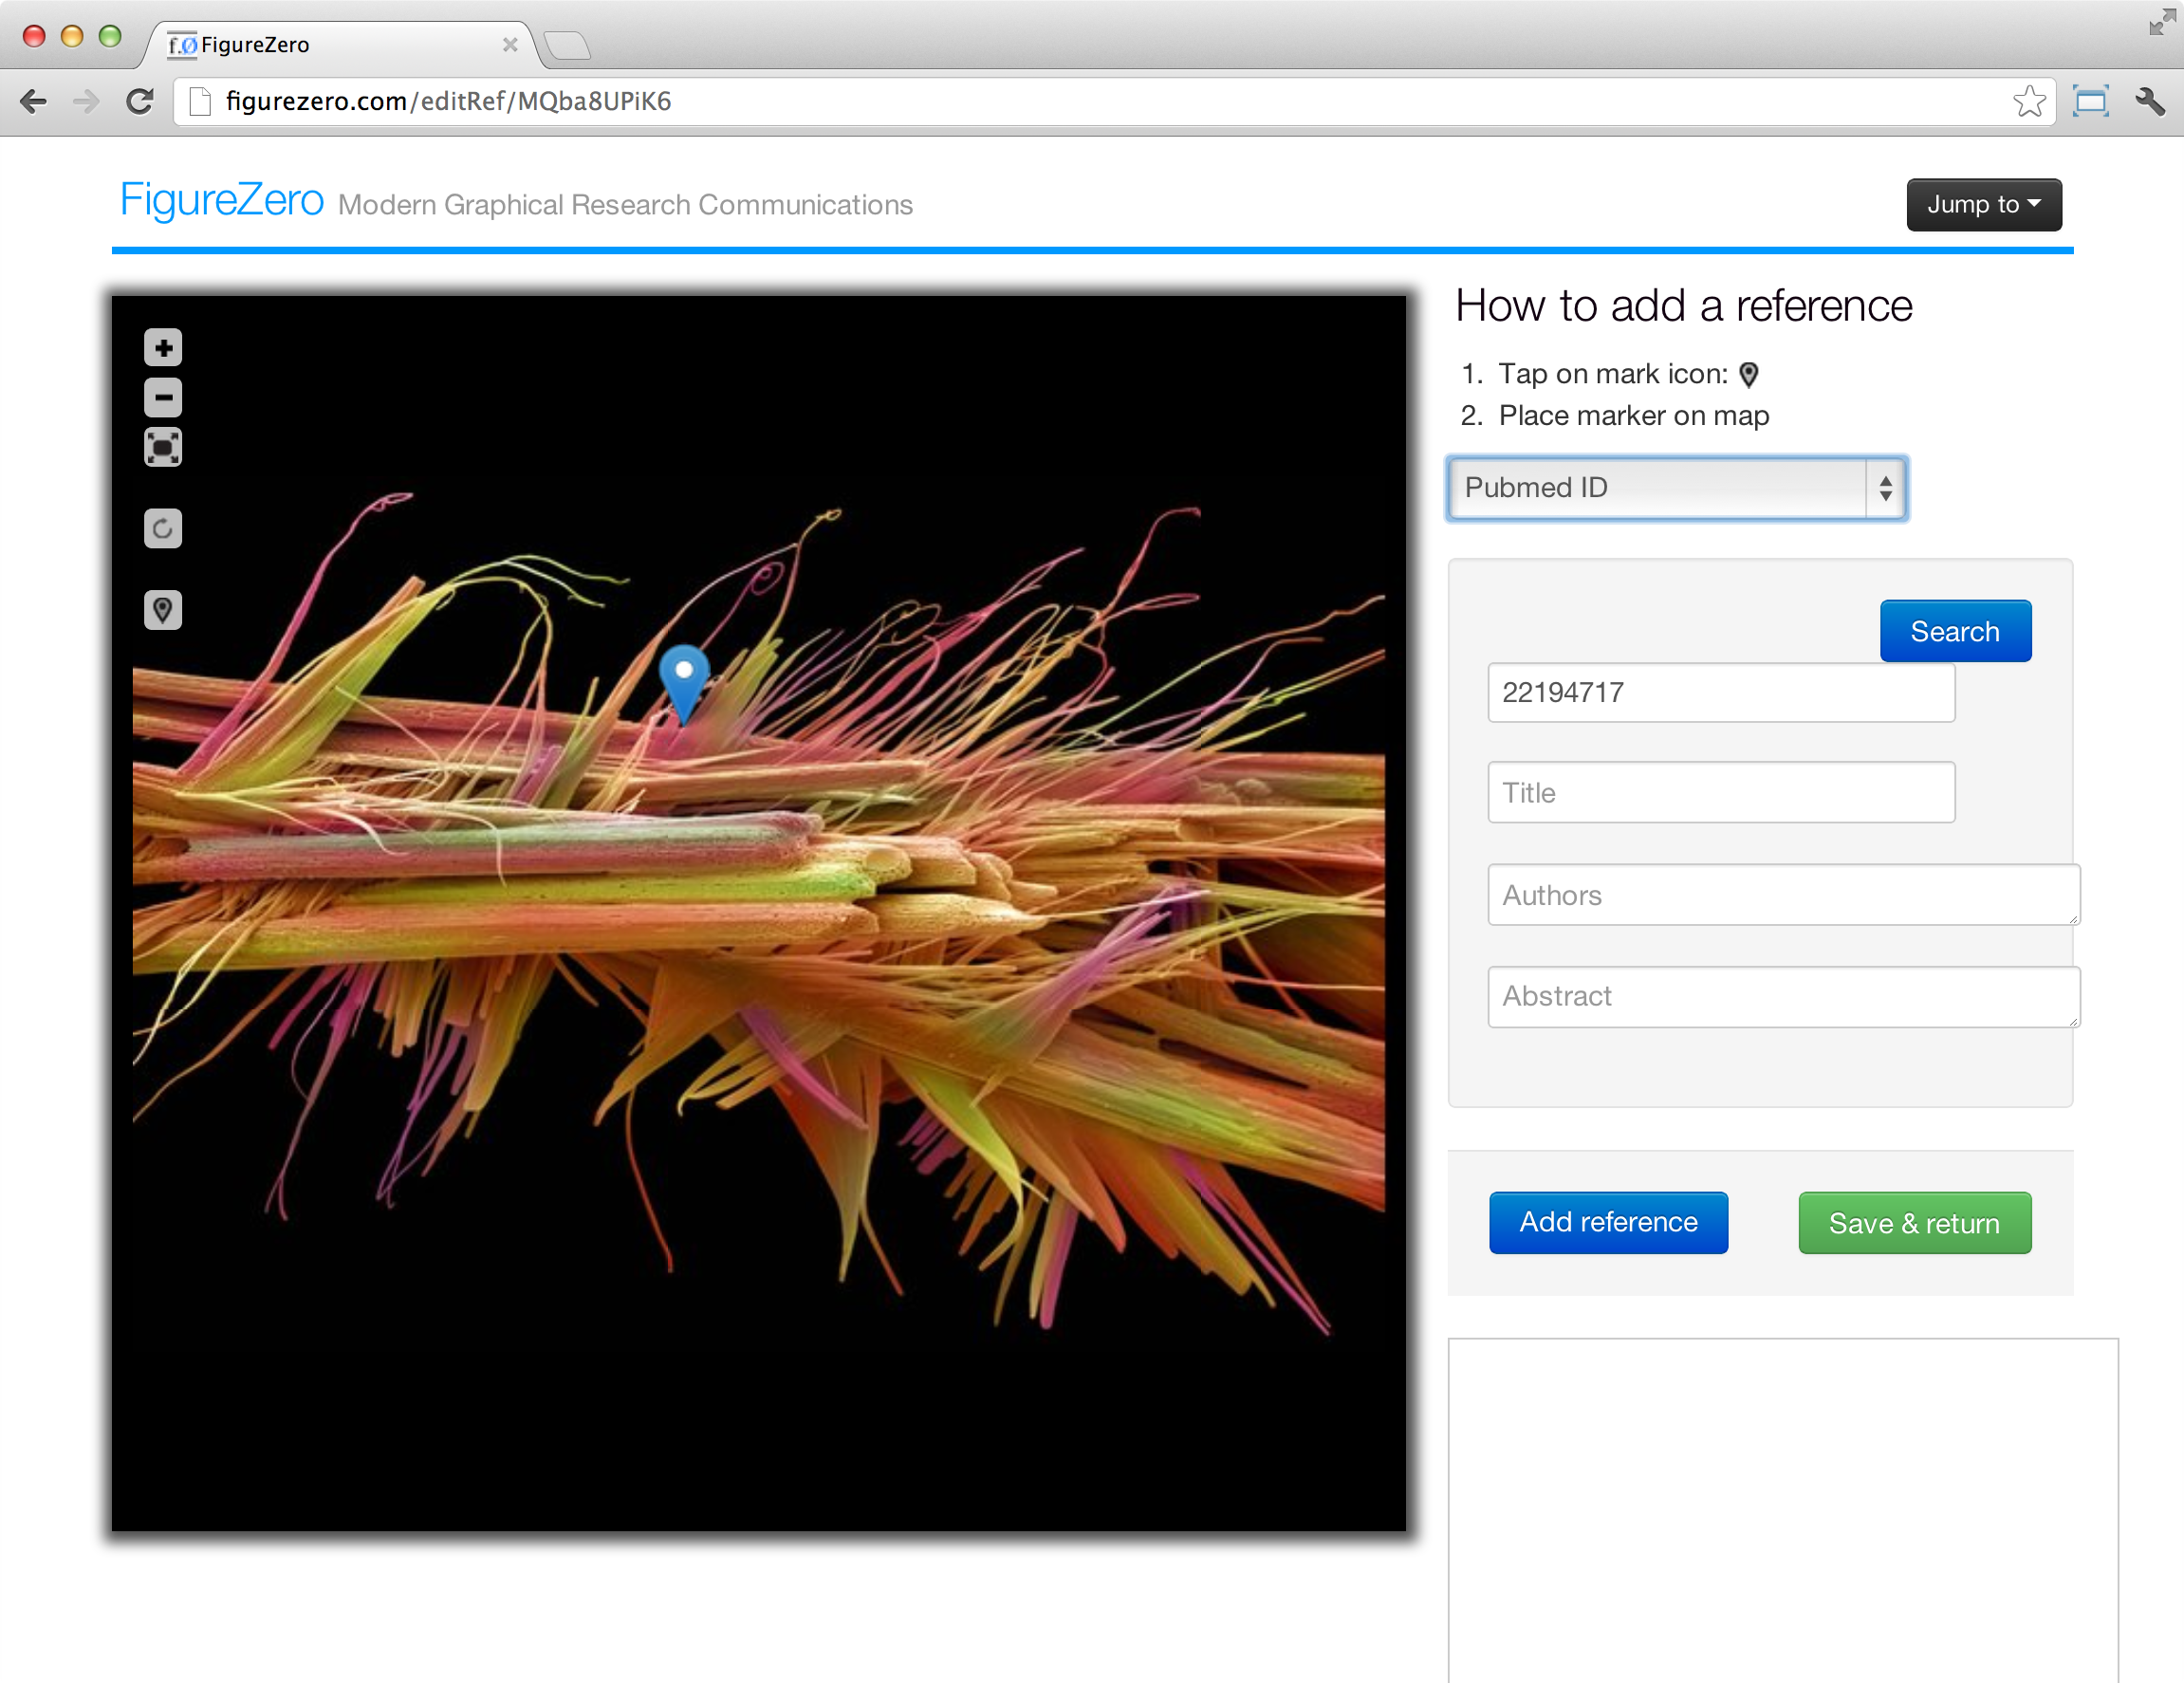 f.Ø FigureZero
figurezero.com/editRef/MQba8UPiK6
FigureZero Modern Graphical Research Communications
Jump to
How to add a reference
1. Tap on mark icon:
2. Place marker on map
Pubmed ID
Search
22194717
Title
Authors
Abstract
Add reference
Save & return